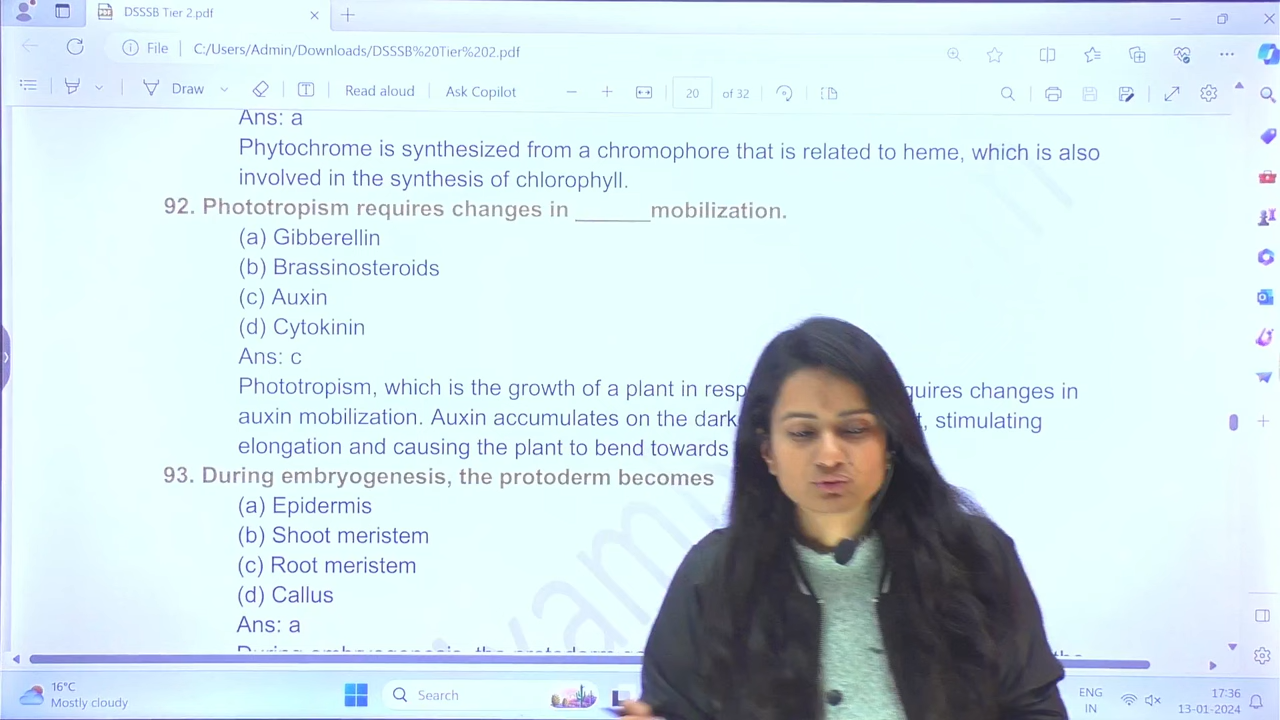 DSSSB Tier 2.pdf
File C:/Users/Admin/Downloads/DSSSB%20Tier%202.pdf
Draw Read aloud Ask Copilot 20 of 32
Ans: a
Phytochrome is synthesized from a chromophore that is related to heme, which is also
involved in the synthesis of chlorophyll.
92. Phototropism requires changes in ______mobilization.
(a) Gibberellin
(b) Brassinosteroids
(c) Auxin
(d) Cytokinin
Ans: c
Phototropism, which is the growth of a plant in resp quires changes in
auxin mobilization. Auxin accumulates on the dark , stimulating
elongation and causing the plant to bend towards
93. During embryogenesis, the protoderm becomes
(a) Epidermis
(b) Shoot meristem
(c) Root meristem
(d) Callus
Ans: a
16°C
Mostly cloudy
Search
ENG
IN
17:36
13-01-2024